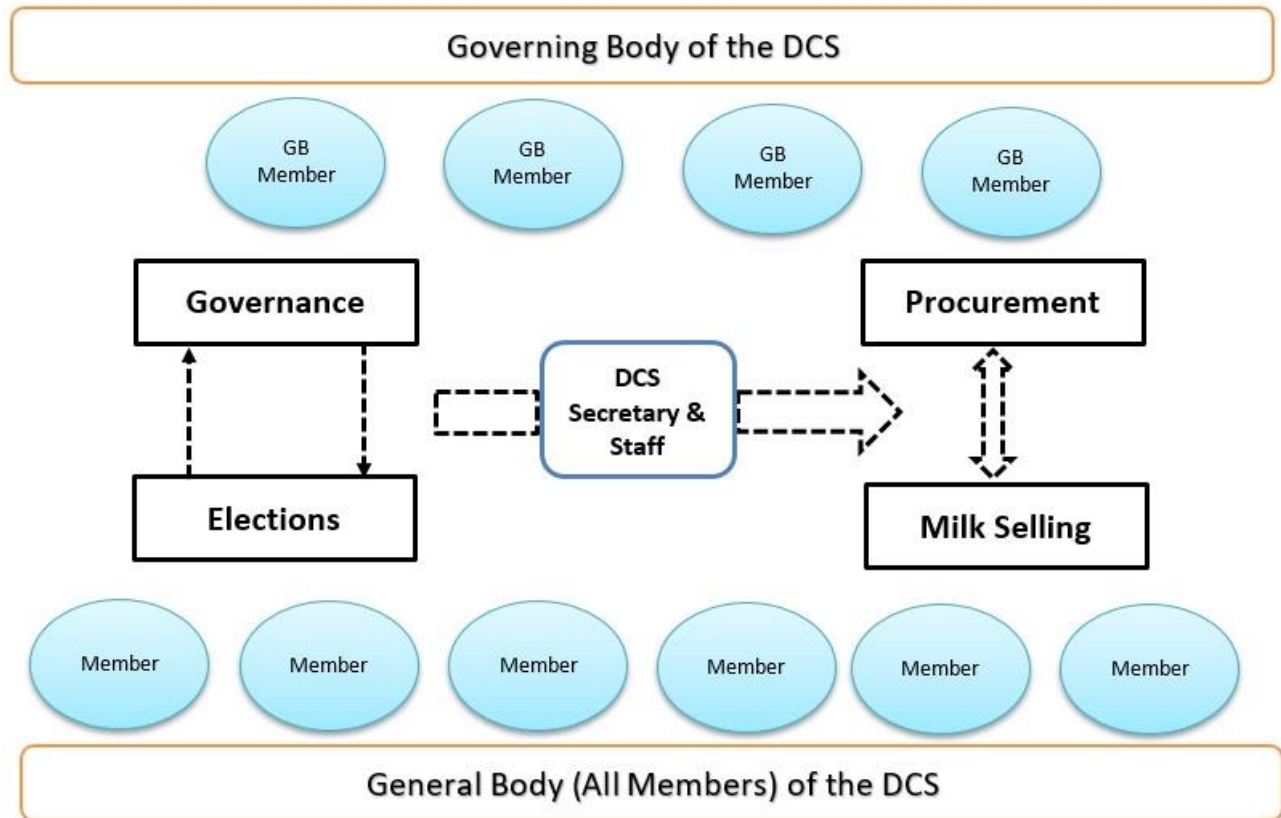 Governing Body of the DCS
GB
Member
GB
Member
GB
Member
GB
Member
Governance
Procurement
DCS
Secretary &
Staff
Elections
Milk Selling
Member
Member
Member
Member
Member
Member
General Body (All Members) of the DCS